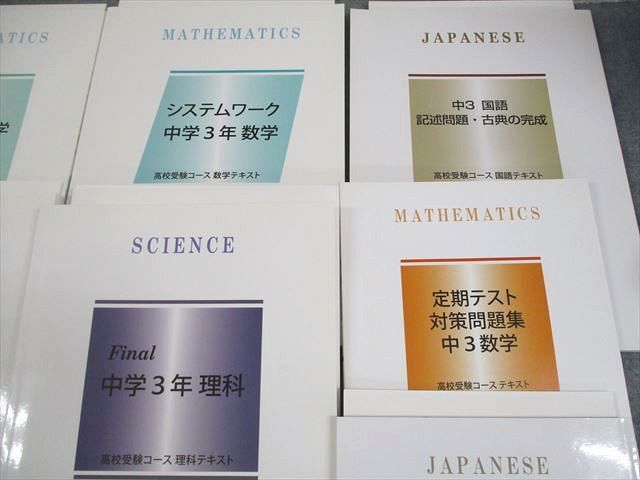 ATICS
学
MATHEMATICS
システムワーク
中学3年 数学
高校受験コース 数学テキスト
JAPANESE
中3 国語
記述問題・古典の完成
高校受験コース 国語テキスト
SCIENCE
Final
中学3年 理科
高校受験コース 理科テキスト
MATHEMATICS
定期テスト
対策問題集
中3数学
高校受験コース テキスト
JAPANESE